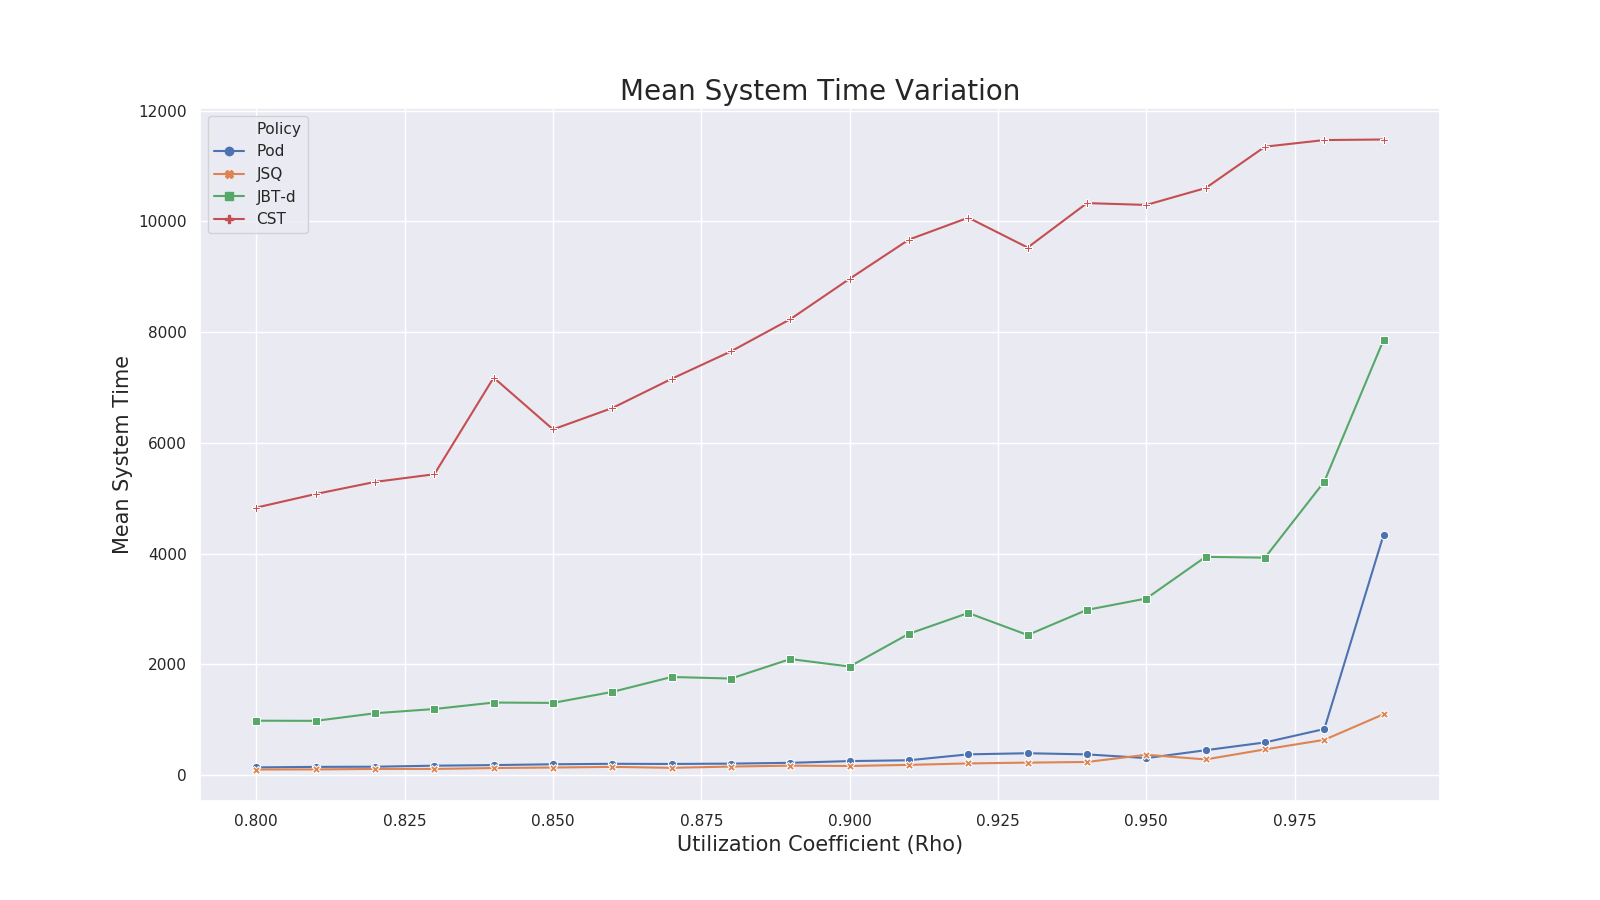 Mean System Time Variation
12000
10000
8000
6000
4000
2000
0
Mean System Time
Policy
Pod
JSQ
JBT-d
CST
0.800 0.825 0.850 0.875 0.900 0.925 0.950 0.975
Utilization Coefficient (Rho)